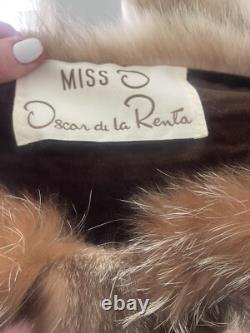 MISS O
Oscar de la Renta